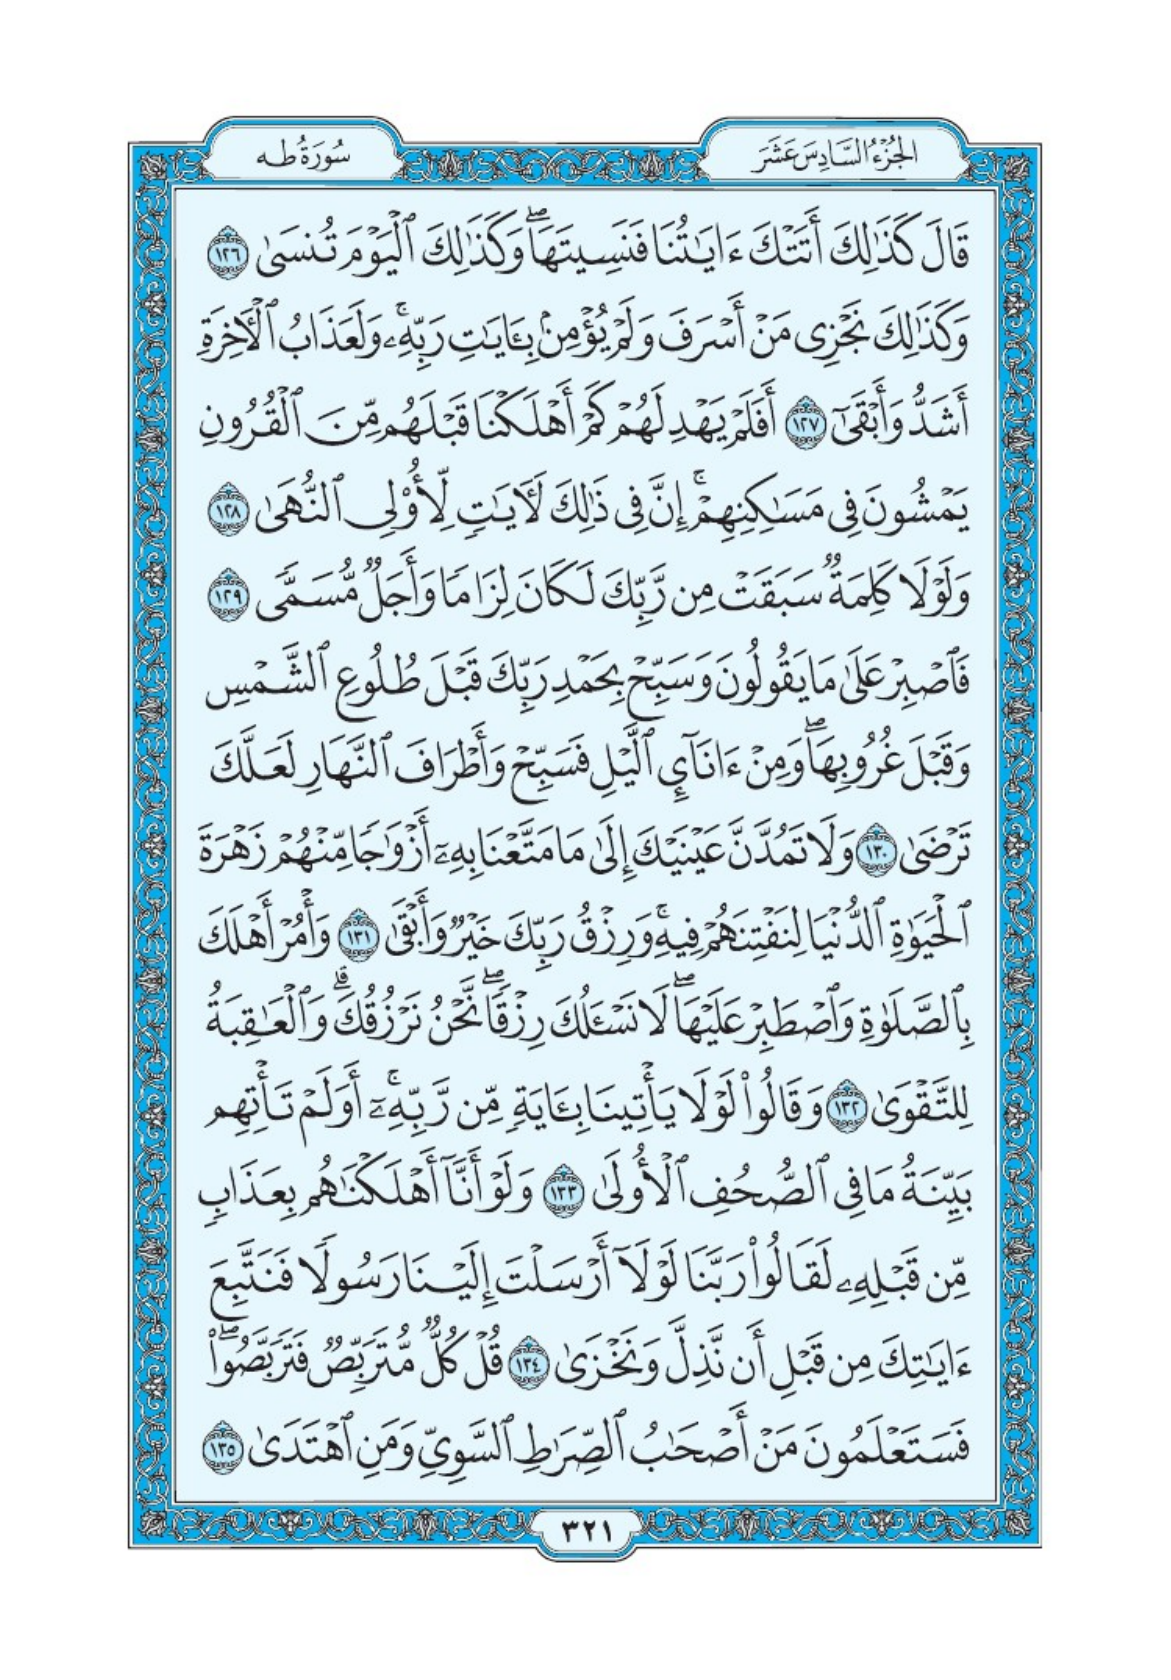 الجُزْءُ السَّادِسَ عَشَرَ
سُورَةُ طه
قَالَ كَذَٰلِكَ أَتَتْكَ ءَايَٰتُنَا فَنَسِيتَهَاۖ وَكَذَٰلِكَ ٱلْيَوْمَ تُنسَىٰ ١٢٦
وَكَذَٰلِكَ نَجْزِى مَنْ أَسْرَفَ وَلَمْ يُؤْمِنۢ بِـَٔايَٰتِ رَبِّهِۦۚ وَلَعَذَابُ ٱلْأَخِرَةِ
أَشَدُّ وَأَبْقَىٰٓ ١٢٧ أَفَلَمْ يَهْدِ لَهُمْ كَمْ أَهْلَكْنَا قَبْلَهُم مِّنَ ٱلْقُرُونِ
يَمْشُونَ فِى مَسَٰكِنِهِمْۚ إِنَّ فِى ذَٰلِكَ لَأَيَٰتٍ لِّأُو۟لِى ٱلنُّهَىٰ ١٢٨
وَلَوْلَا كَلِمَةٌ سَبَقَتْ مِن رَّبِّكَ لَكَانَ لِزَامًا وَأَجَلٌ مُّسَمًّى ١٢٩
فَٱصْبِرْ عَلَىٰ مَا يَقُولُونَ وَسَبِّحْ بِحَمْدِ رَبِّكَ قَبْلَ طُلُوعِ ٱلشَّمْسِ
وَقَبْلَ غُرُوبِهَاۖ وَمِنْ ءَانَآئِ ٱلَّيْلِ فَسَبِّحْ وَأَطْرَافَ ٱلنَّهَارِ لَعَلَّكَ
تَرْضَىٰ ١٣٠ وَلَا تَمُدَّنَّ عَيْنَيْكَ إِلَىٰ مَا مَتَّعْنَا بِهِۦٓ أَزْوَٰجًا مِّنْهُمْ زَهْرَةَ
ٱلْحَيَوٰةِ ٱلدُّنْيَا لِنَفْتِنَهُمْ فِيهِۚ وَرِزْقُ رَبِّكَ خَيْرٌ وَأَبْقَىٰ ١٣١ وَأْمُرْ أَهْلَكَ
بِٱلصَّلَوٰةِ وَٱصْطَبِرْ عَلَيْهَاۖ لَا نَسْـَٔلُكَ رِزْقًاۖ نَّحْنُ نَرْزُقُكَۗ وَٱلْعَٰقِبَةُ
لِلتَّقْوَىٰ ١٣٢ وَقَالُوا۟ لَوْلَا يَأْتِينَا بِـَٔايَةٍ مِّن رَّبِّهِۦٓۚ أَوَلَمْ تَأْتِهِم
بَيِّنَةُ مَا فِى ٱلصُّحُفِ ٱلْأُولَىٰ ١٣٣ وَلَوْ أَنَّآ أَهْلَكْنَٰهُم بِعَذَابٍ
مِّن قَبْلِهِۦ لَقَالُوا۟ رَبَّنَا لَوْلَآ أَرْسَلْتَ إِلَيْنَا رَسُولًا فَنَتَّبِعَ
ءَايَٰتِكَ مِن قَبْلِ أَن نَّذِلَّ وَنَخْزَىٰ ١٣٤ قُلْ كُلٌّ مُّتَرَبِّصٌ فَتَرَبَّصُوا۟ۖ
فَسَتَعْلَمُونَ مَنْ أَصْحَٰبُ ٱلصِّرَٰطِ ٱلسَّوِىِّ وَمَنِ ٱهْتَدَىٰ ١٣٥
٣٢١